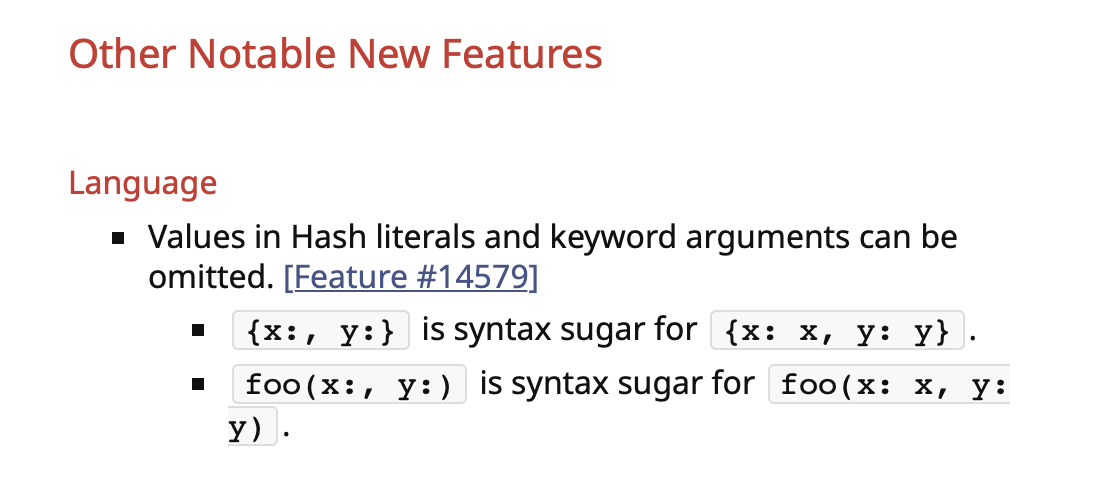 Other Notable New Features
Language
▪ Values in Hash literals and keyword arguments can be
omitted. [Feature #14579]
▪ {x:, y:} is syntax sugar for {x: x, y: y}.
▪ foo(x:, y:) is syntax sugar for foo(x: x, y:
y).